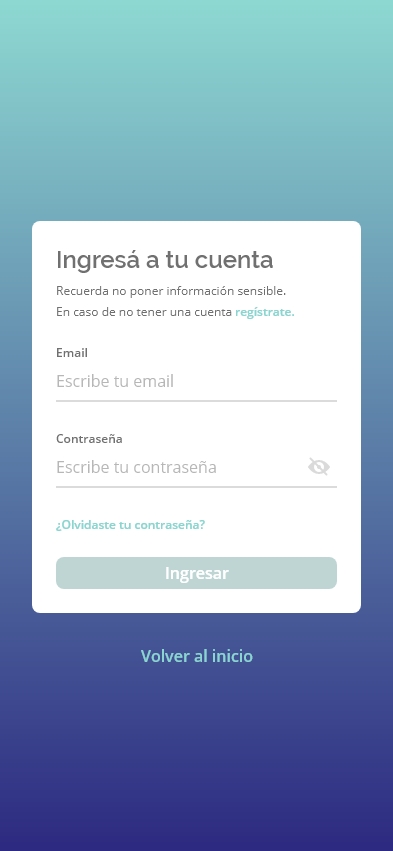 Ingresá a tu cuenta
Recuerda no poner información sensible.
En caso de no tener una cuenta regístrate.
Email
Escribe tu email
Contraseña
Escribe tu contraseña
¿Olvidaste tu contraseña?
Ingresar
Volver al inicio